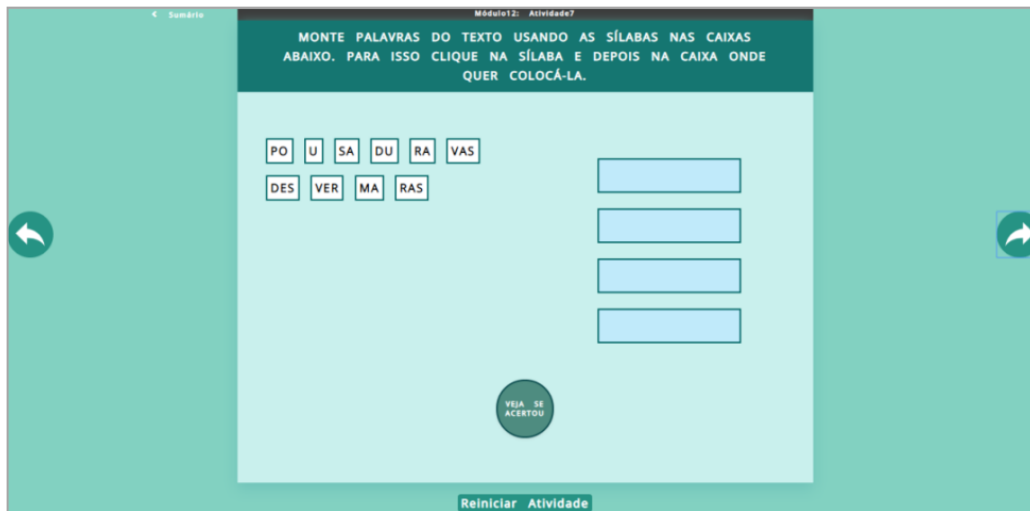 Sumário
Módulo12: Atividade7
MONTE PALAVRAS DO TEXTO USANDO AS SÍLABAS NAS CAIXAS
ABAIXO. PARA ISSO CLIQUE NA SÍLABA E DEPOIS NA CAIXA ONDE
QUER COLOCÁ-LA.
PO U SA DU RA VAS
DES VER MA RAS
VEJA SE
ACERTOU
Reiniciar Atividade